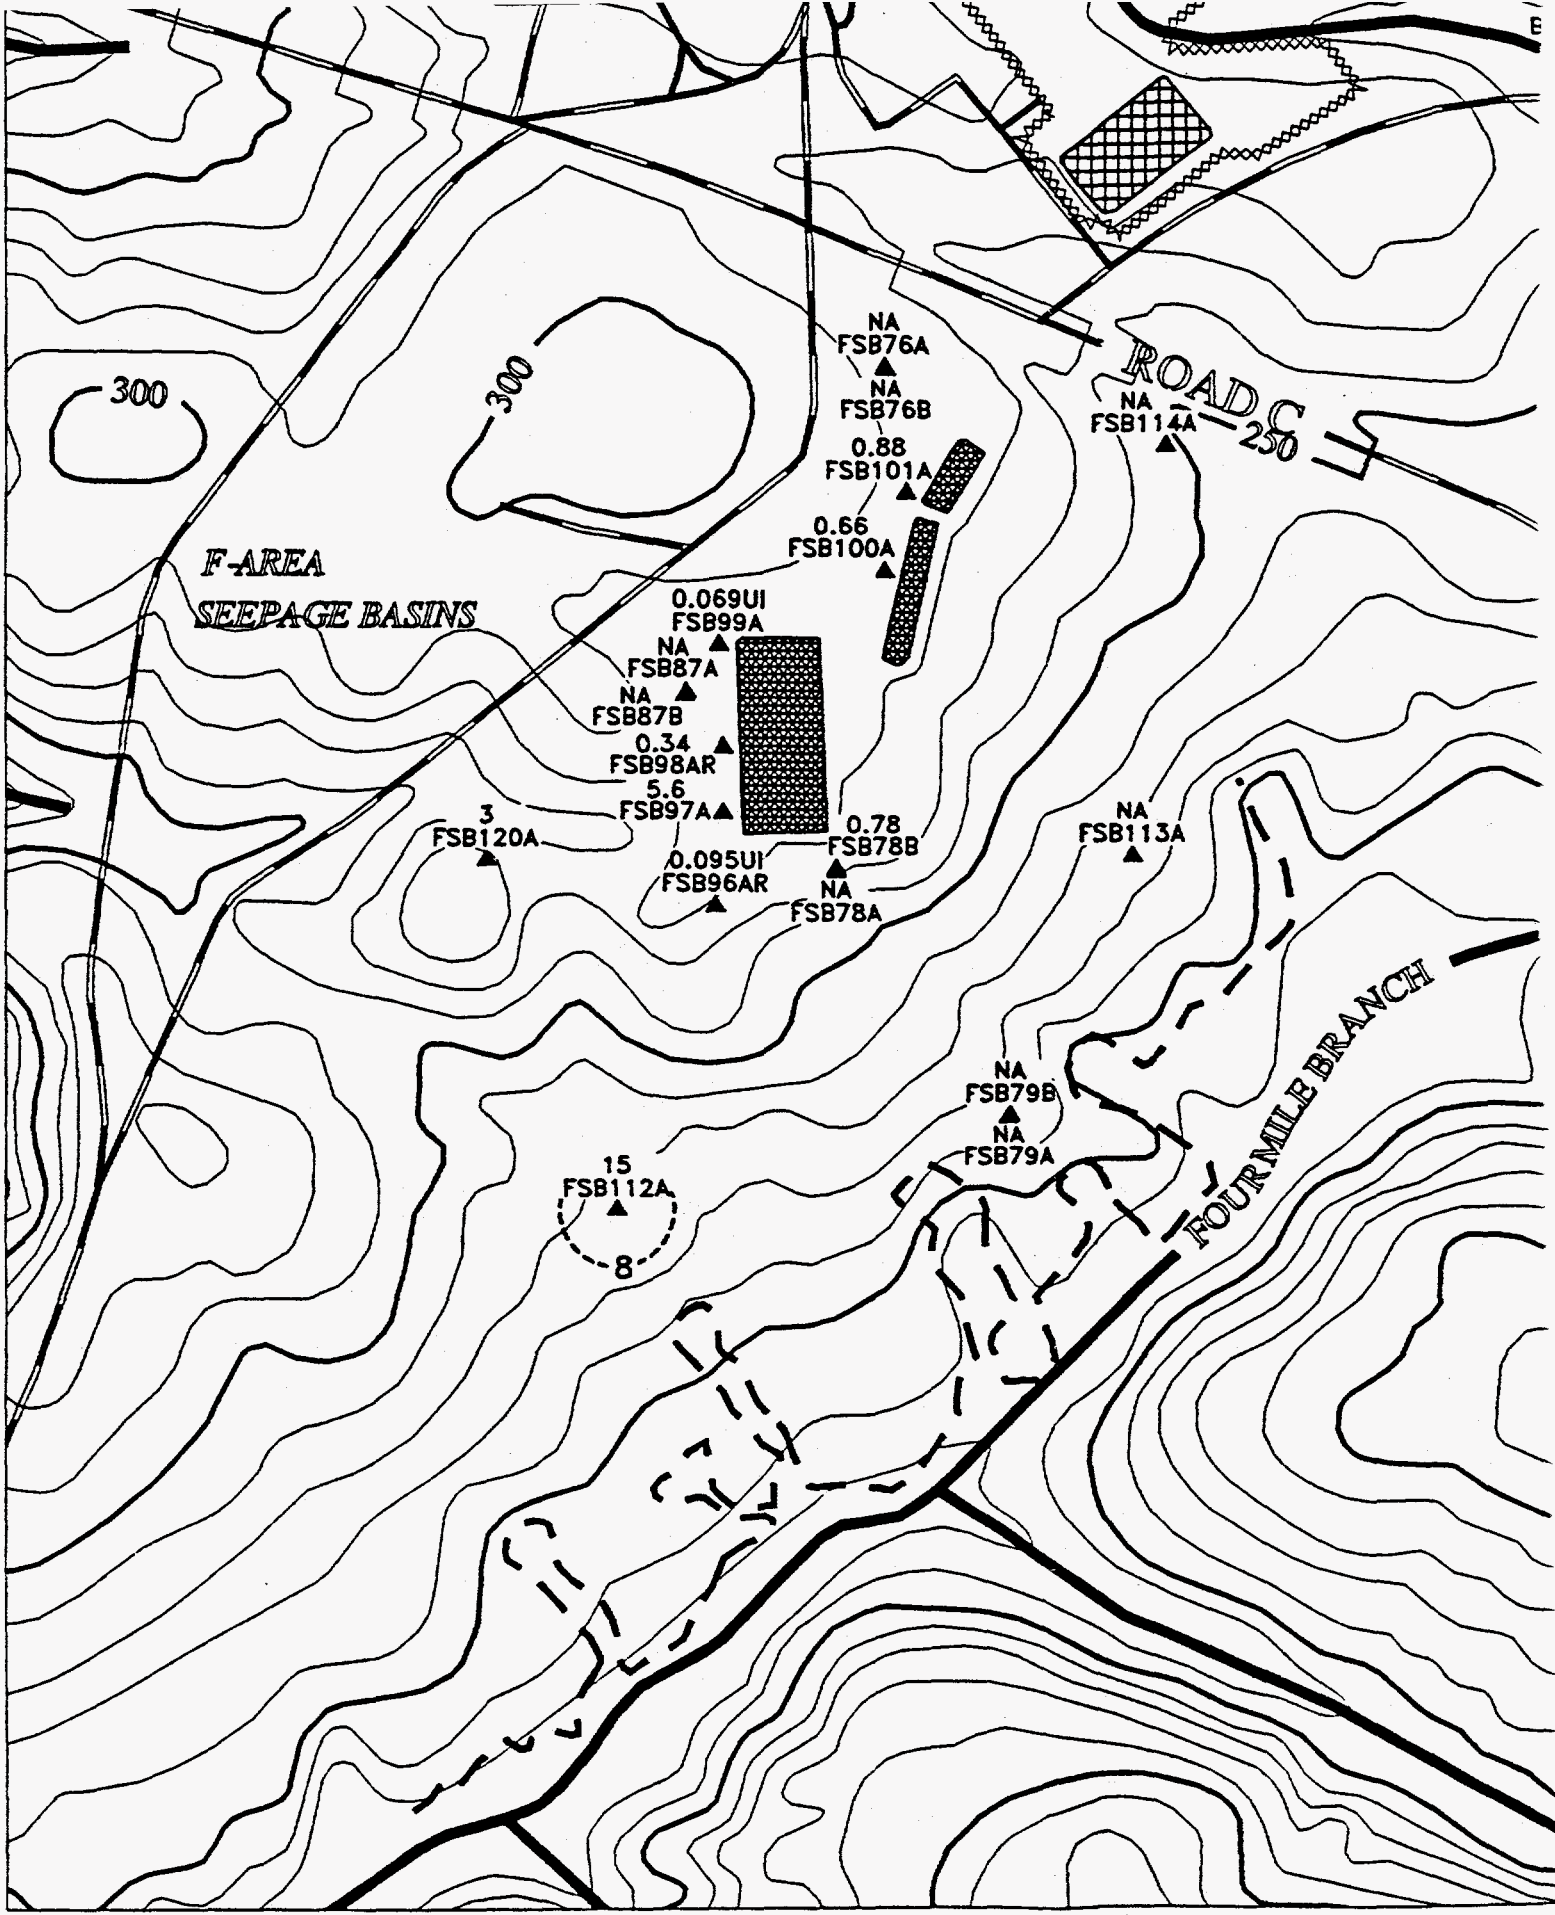 B
NA
FSB76A
NA
FSB76B
ROAD C
300
300
NA
FSB114A
250
0.88
FSB101A
0.66
FSB100A
F-AREA
SEEPAGE BASINS
0.069UI
FSB99A
NA
FSB87A
NA
FSB87B
0.34
FSB98AR
5.6
FSB97A
3
FSB120A
0.78
FSB78B
NA
FSB113A
0.095UI
FSB96AR
NA
FSB78A
FOURMILE BRANCH
NA
FSB79B
NA
FSB79A
15
FSB112A
8